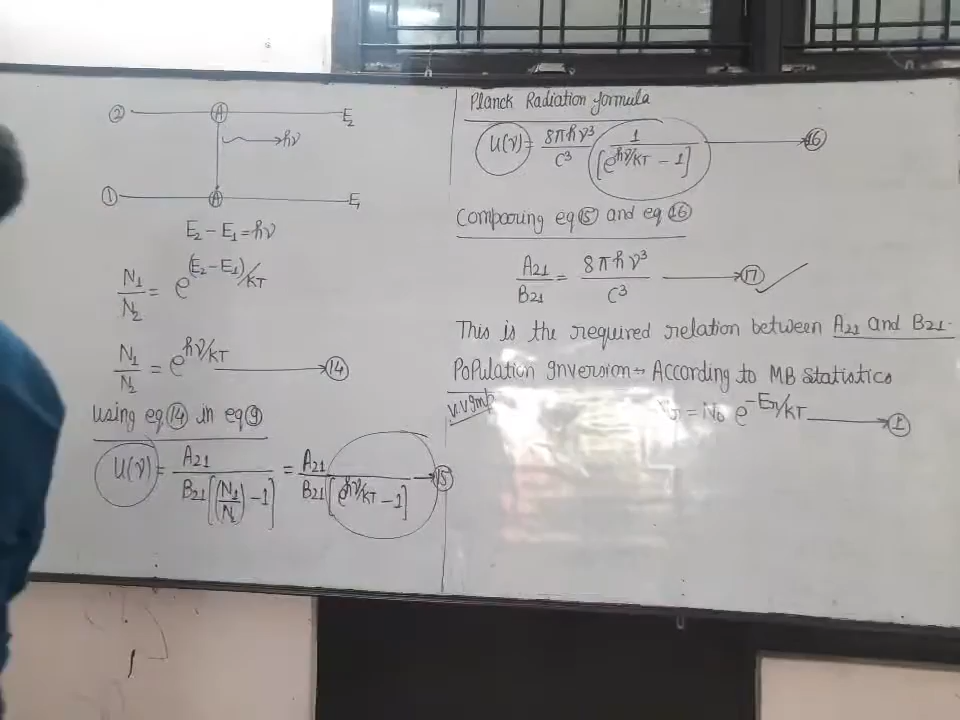 ② A E₂
hν
① A E₁
E₂ – E₁ = hν
N₁/N₂ = e^(E₂–E₁)/KT
N₁/N₂ = e^hν/KT → ⑭
using eq ⑭ in eq ⑨
U(ν) = A₂₁/B₂₁[(N₁/N₂) – 1] = A₂₁/B₂₁[e^hν/KT – 1] → ⑮
Planck Radiation formula
U(ν) = 8πhν³/C³ 1/[e^hν/KT – 1] → ⑯
Comparing eq ⑮ and eq ⑯
A₂₁/B₂₁ = 8πhν³/C³ → ⑰ ✓
This is the required relation between A₂₁ and B₂₁.
Population Inversion → According to MB Statistics
V.V Imp
= N₀ e^–Eᵢ/KT → ①